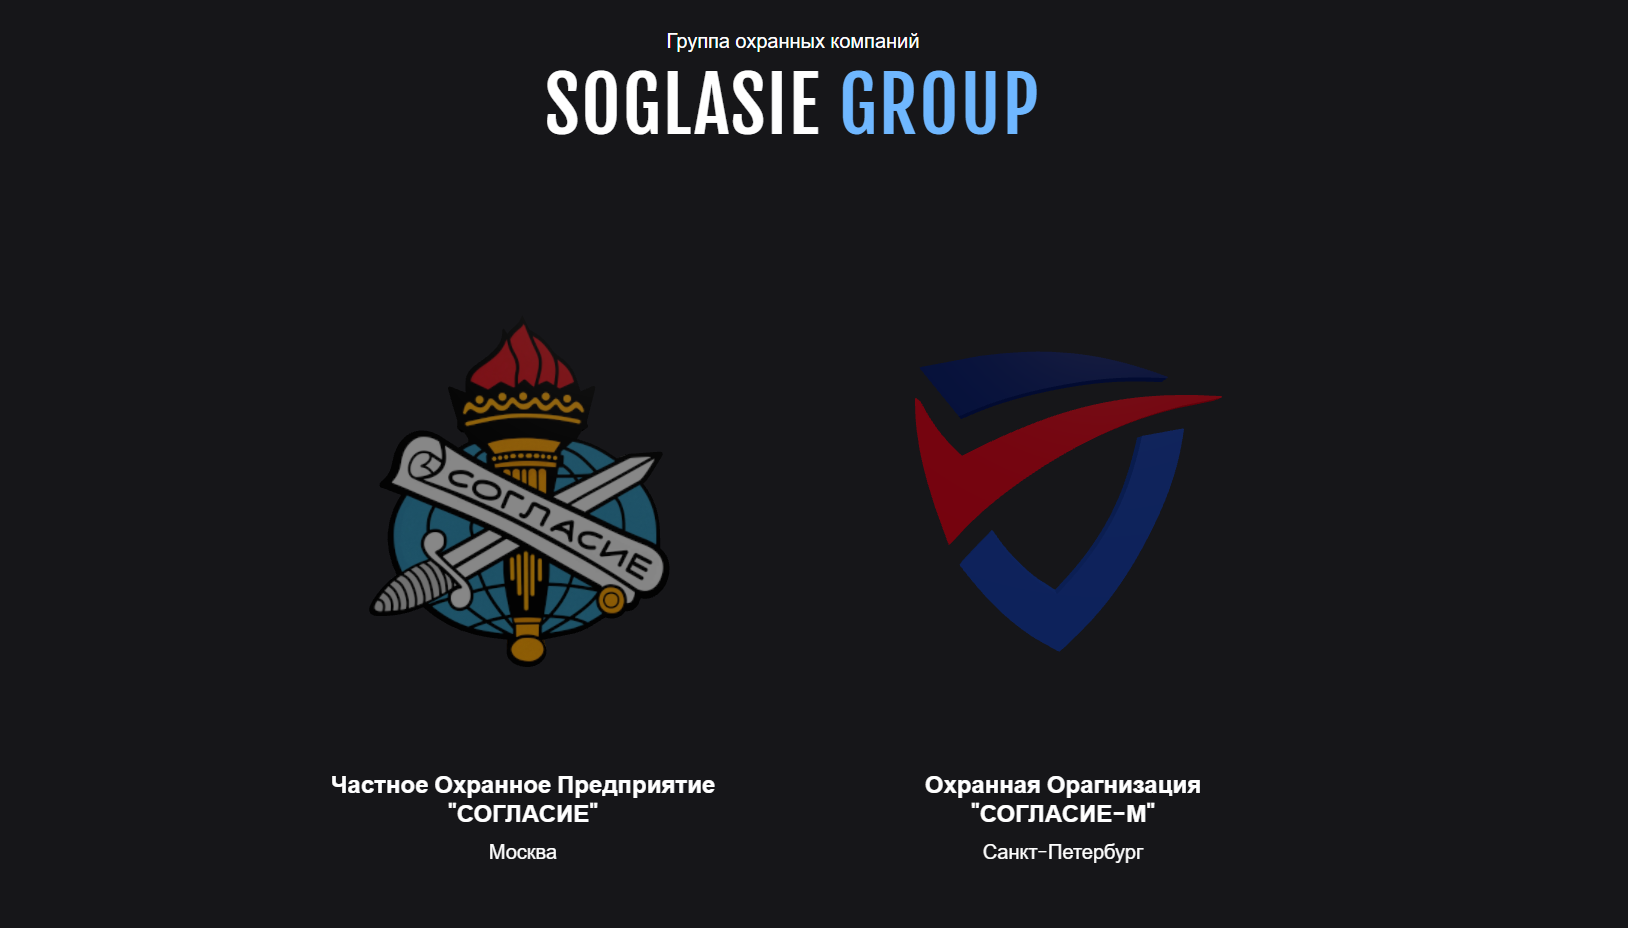 Группа охранных компаний
SOGLASIE GROUP
СОГЛАСИЕ
Частное Охранное Предприятие
"СОГЛАСИЕ"
Москва
Охранная Орагнизация
"СОГЛАСИЕ-М"
Санкт-Петербург